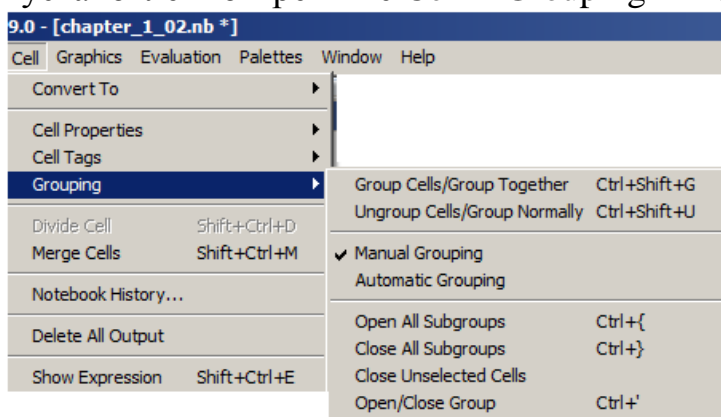 9.0 - [chapter_1_02.nb *]
Cell Graphics Evaluation Palettes Window Help
Convert To
Cell Properties
Cell Tags
Grouping
Divide Cell Shift+Ctrl+D
Merge Cells Shift+Ctrl+M
Notebook History...
Delete All Output
Show Expression Shift+Ctrl+E
Group Cells/Group Together Ctrl+Shift+G
Ungroup Cells/Group Normally Ctrl+Shift+U
Manual Grouping
Automatic Grouping
Open All Subgroups Ctrl+{
Close All Subgroups Ctrl+}
Close Unselected Cells
Open/Close Group Ctrl+'